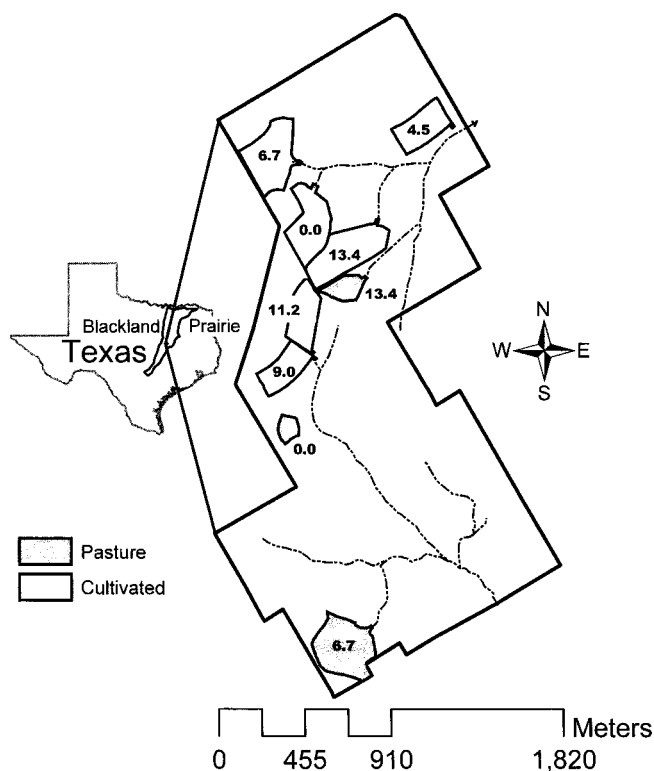 4.5
6.7
0.0
13.4
13.4
11.2
Blackland Prairie
Texas
9.0
0.0
N
W E
S
Pasture
Cultivated
6.7
Meters
0 455 910 1,820